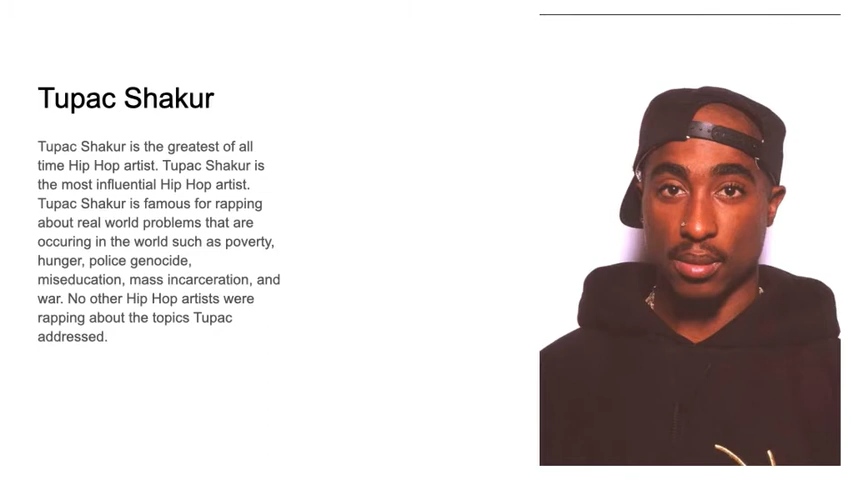 Tupac Shakur
Tupac Shakur is the greatest of all
time Hip Hop artist. Tupac Shakur is
the most influential Hip Hop artist.
Tupac Shakur is famous for rapping
about real world problems that are
occuring in the world such as poverty,
hunger, police genocide,
miseducation, mass incarceration, and
war. No other Hip Hop artists were
rapping about the topics Tupac
addressed.